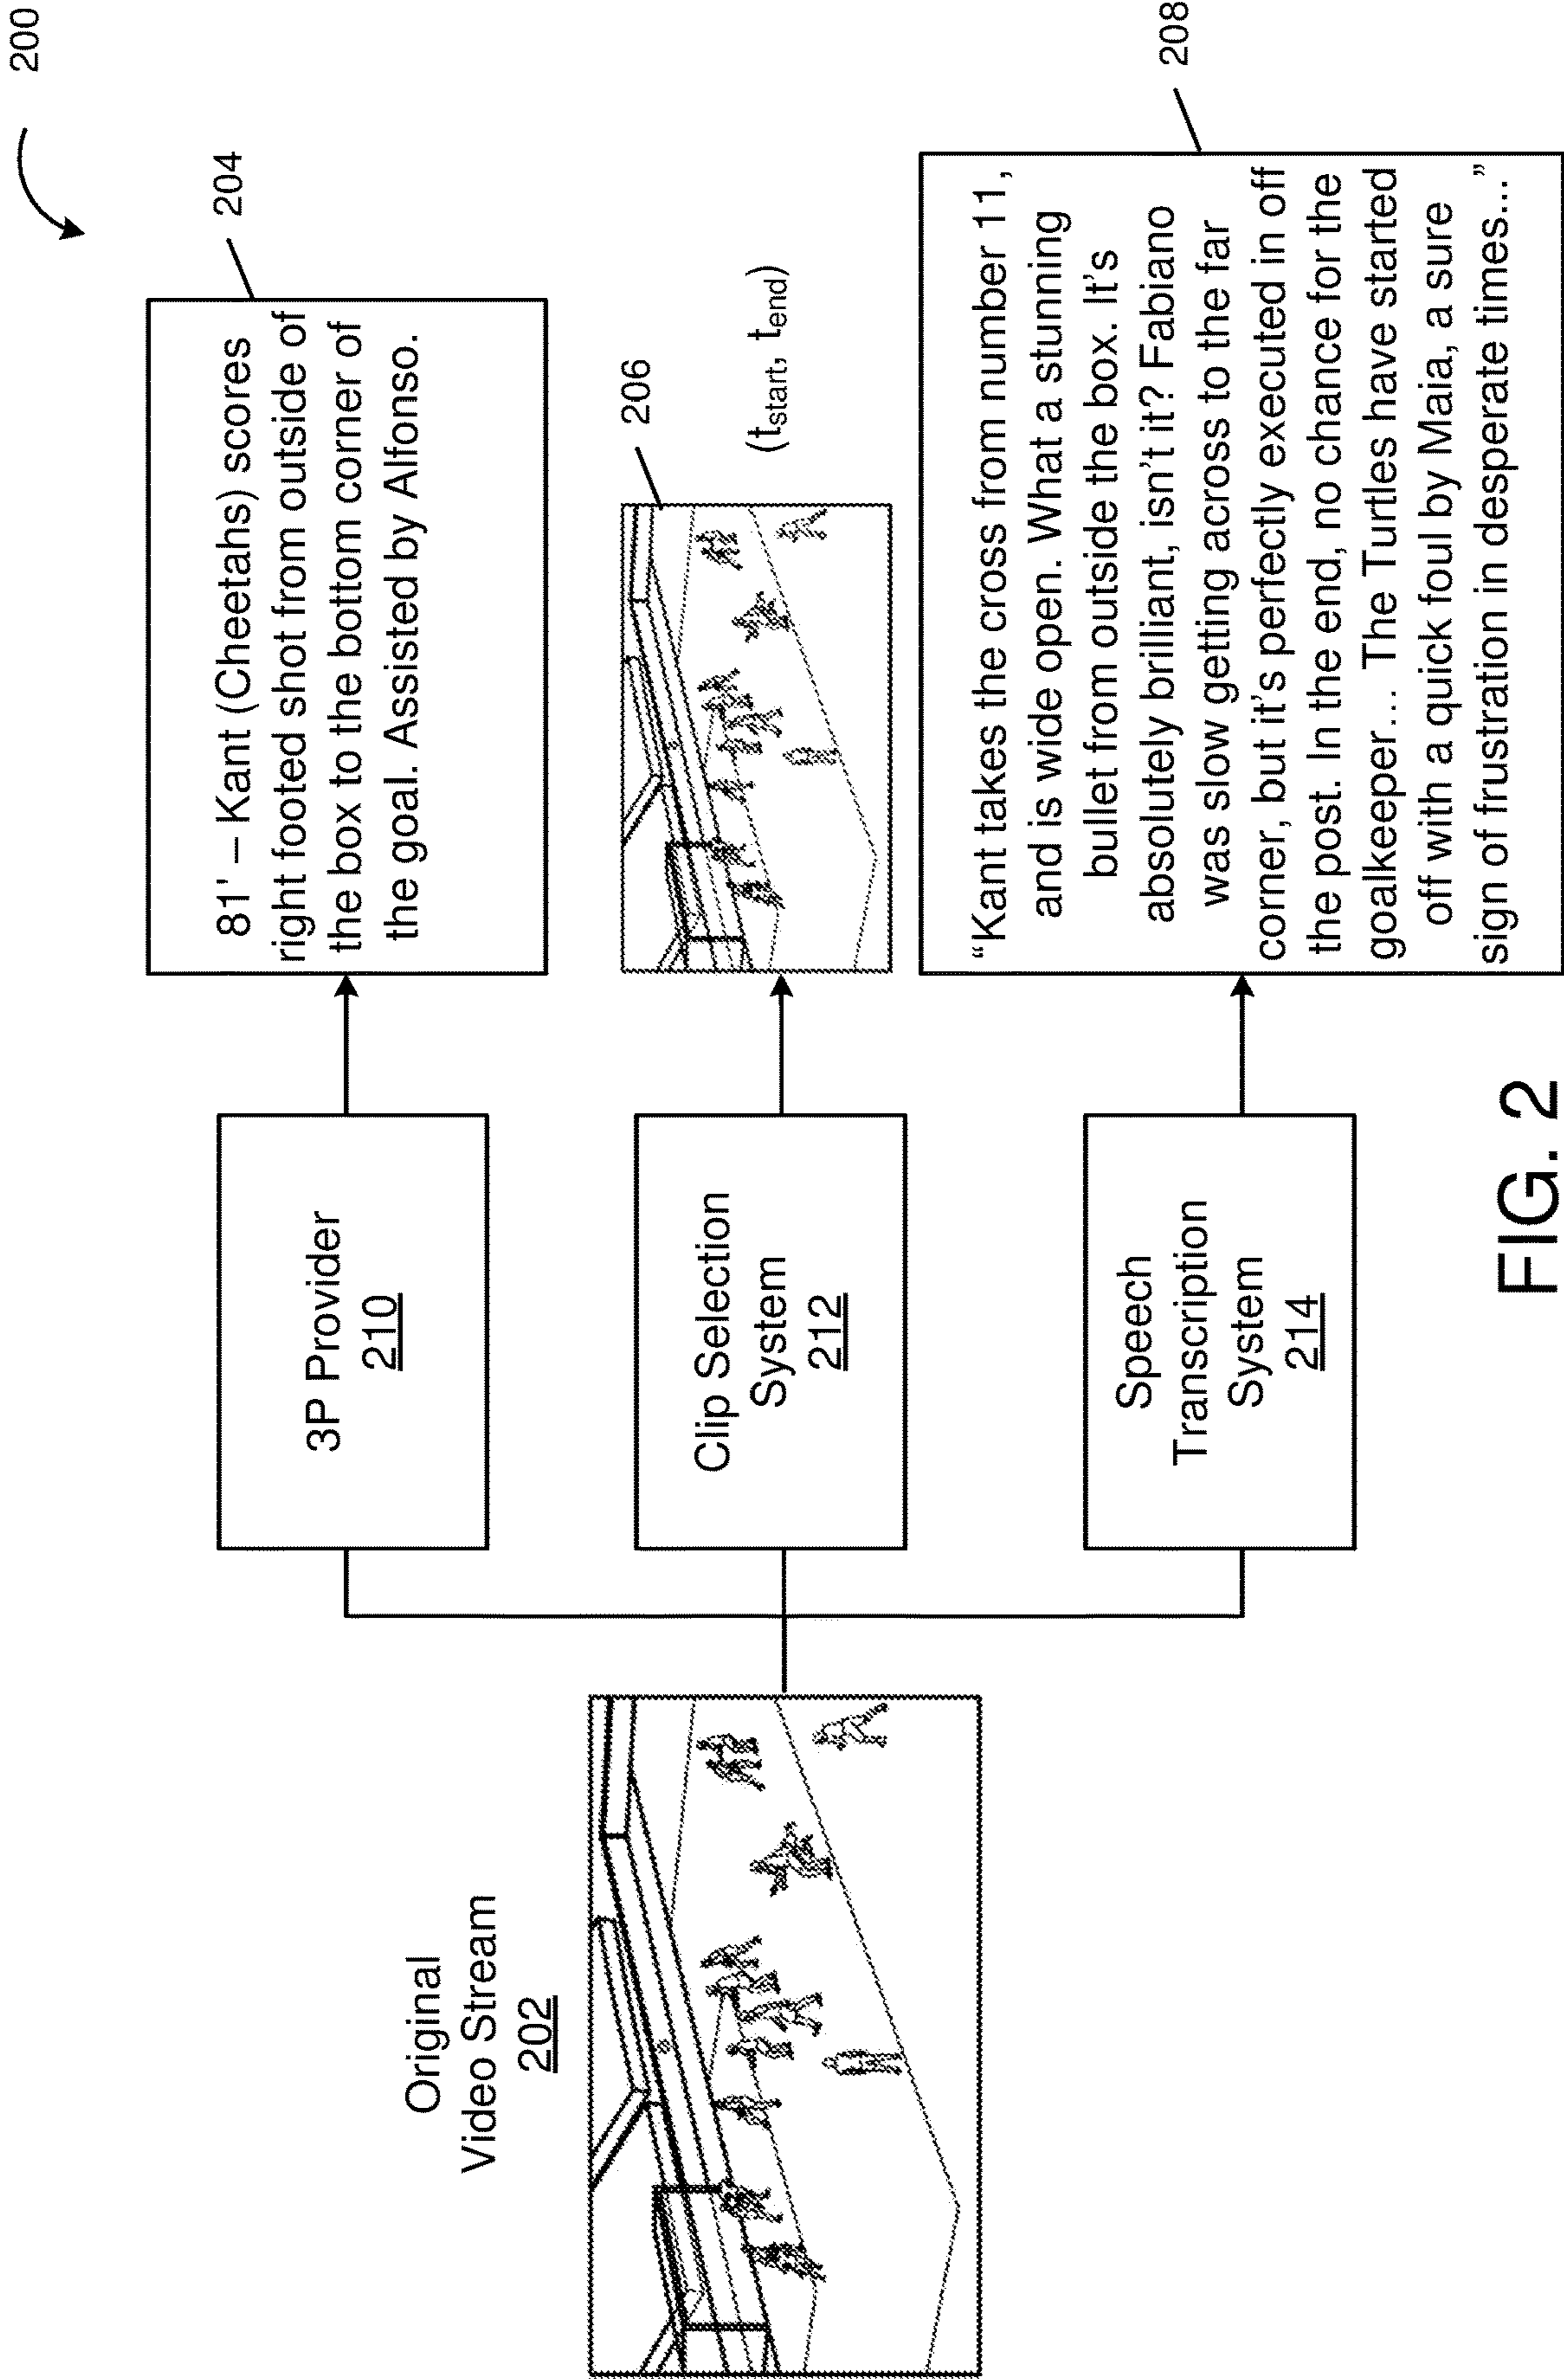 200
Original
Video Stream
202
3P Provider
210
81' – Kant (Cheetahs) scores
right footed shot from outside of
the box to the bottom corner of
the goal. Assisted by Alfonso.
204
Clip Selection
System
212
206
(tstart, tend)
Speech
Transcription
System
214
“Kant takes the cross from number 11,
and is wide open. What a stunning
bullet from outside the box. It's
absolutely brilliant, isn't it? Fabiano
was slow getting across to the far
corner, but it's perfectly executed in off
the post. In the end, no chance for the
goalkeeper... The Turtles have started
off with a quick foul by Maia, a sure
sign of frustration in desperate times...”
208
FIG. 2